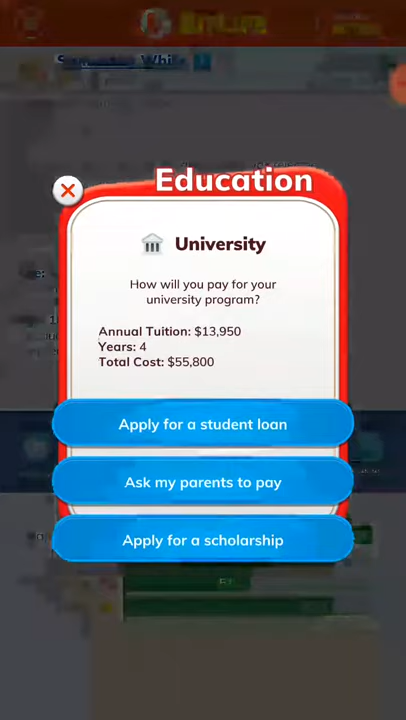 BitLife
Education
University
How will you pay for your
university program?
Annual Tuition: $13,950
Years: 4
Total Cost: $55,800
Apply for a student loan
Ask my parents to pay
Apply for a scholarship